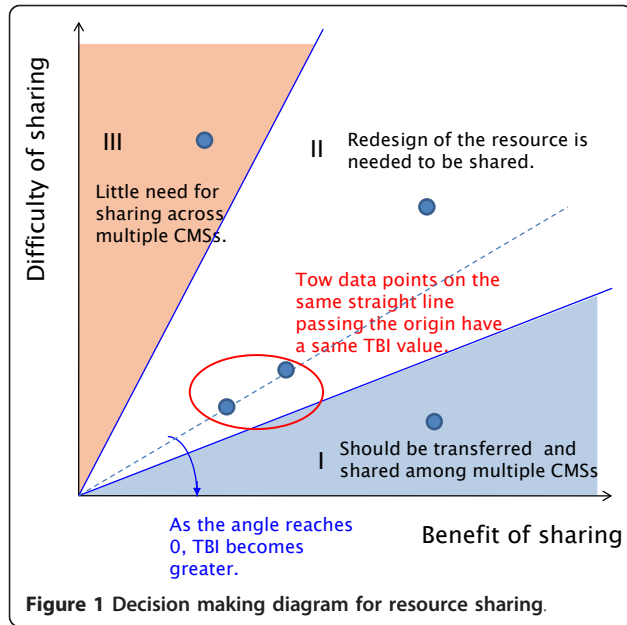 Difficulty of sharing
III
Little need for
sharing across
multiple CMSs.
II
Redesign of the resource is
needed to be shared.
Tow data points on the
same straight line
passing the origin have
a same TBI value.
I
Should be transferred and
shared among multiple CMSs
As the angle reaches
0, TBI becomes
greater.
Benefit of sharing
Figure 1 Decision making diagram for resource sharing.